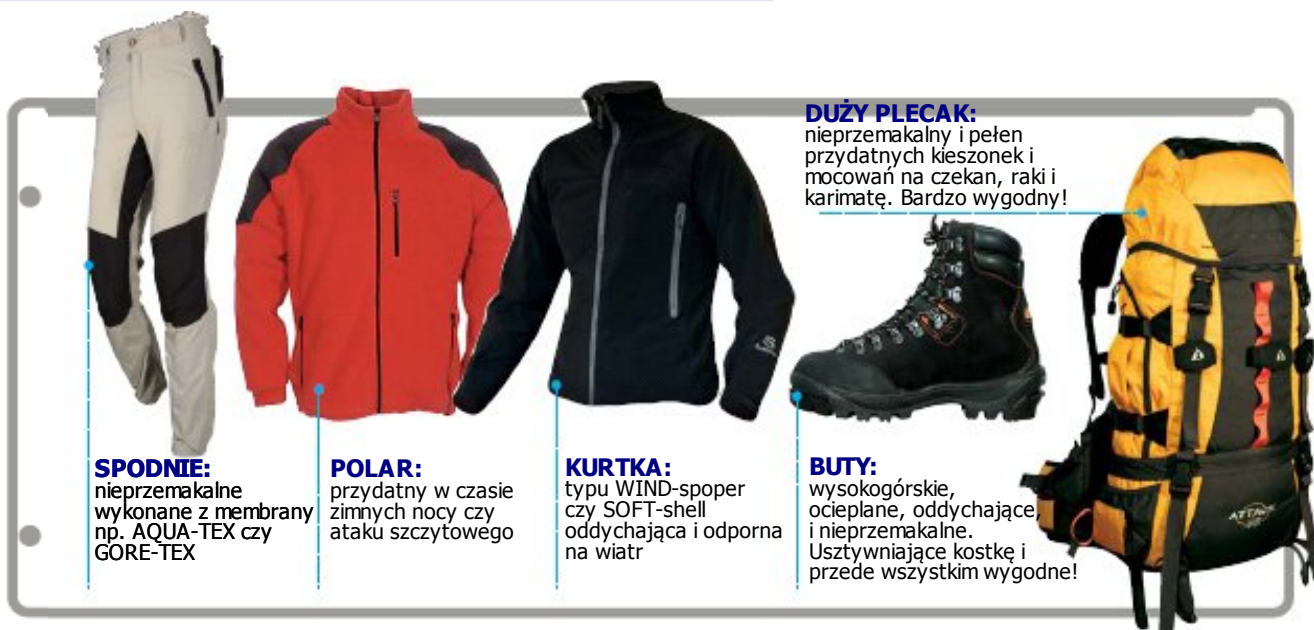 DUŻY PLECAK:
nieprzemakalny i pełen
przydatnych kieszonek i
mocowań na czekan, raki i
karimatę. Bardzo wygodny!
SPODNIE:
nieprzemakalne
wykonane z membrany
np. AQUA-TEX czy
GORE-TEX
POLAR:
przydatny w czasie
zimnych nocy czy
ataku szczytowego
KURTKA:
typu WIND-spoper
czy SOFT-shell
oddychająca i odporna
na wiatr
BUTY:
wysokogórskie,
ocieplane, oddychające,
i nieprzemakalne.
Usztywniające kostkę i
przede wszystkim wygodne!
ATTACK